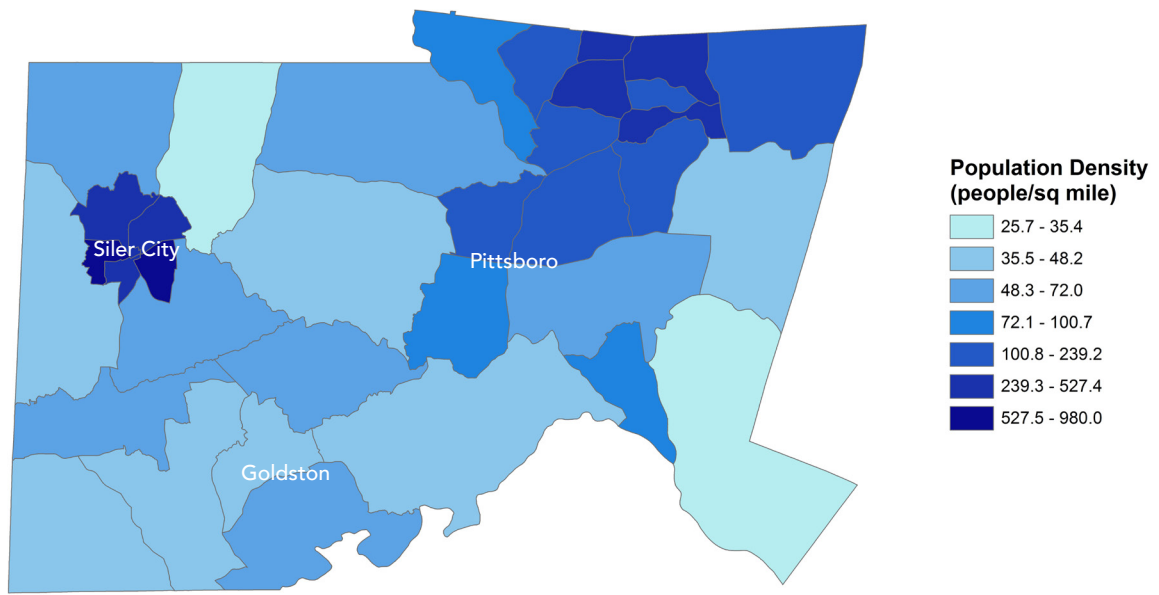 Siler City
Pittsboro
Goldston
Population Density
(people/sq mile)
25.7 - 35.4
35.5 - 48.2
48.3 - 72.0
72.1 - 100.7
100.8 - 239.2
239.3 - 527.4
527.5 - 980.0